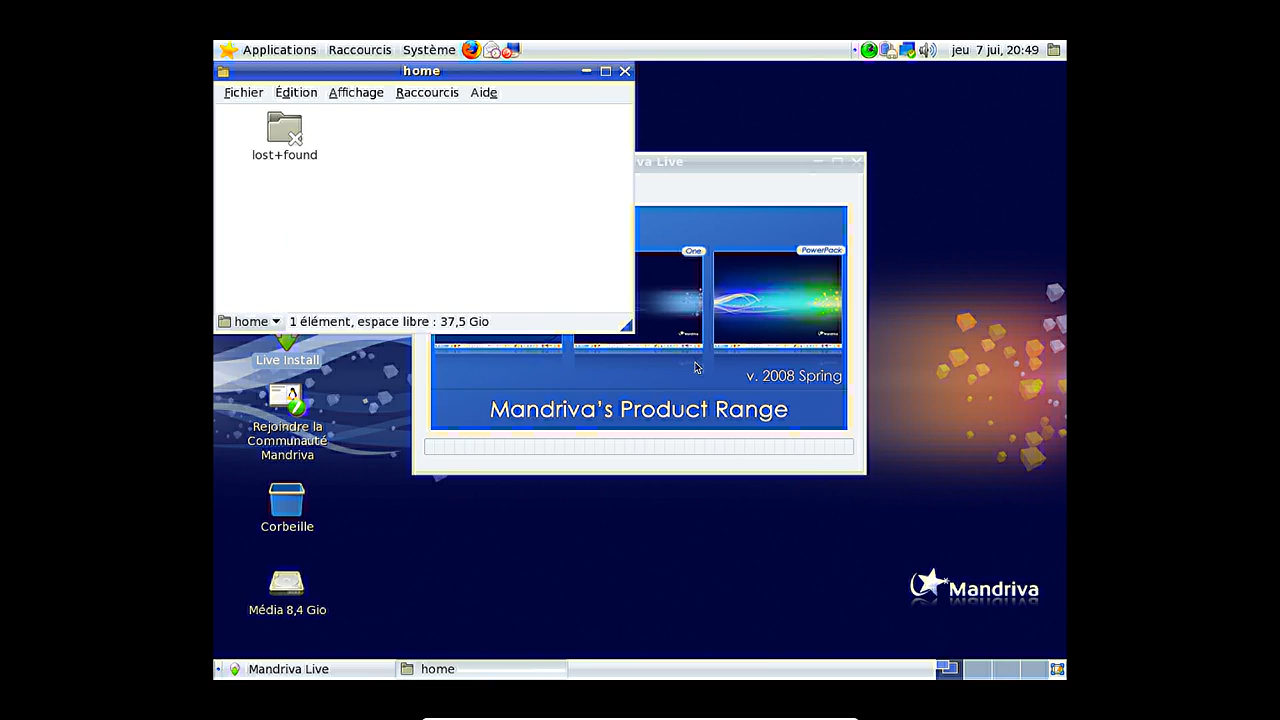 Applications Raccourcis Système
jeu 7 jui, 20:49
home
Fichier Édition Affichage Raccourcis Aide
lost+found
va Live
One
PowerPack
home 1 élément, espace libre : 37,5 Gio
Live Install
v. 2008 Spring
Mandriva's Product Range
Rejoindre la
Communauté
Mandriva
Corbeille
Média 8,4 Gio
Mandriva
Mandriva Live
home